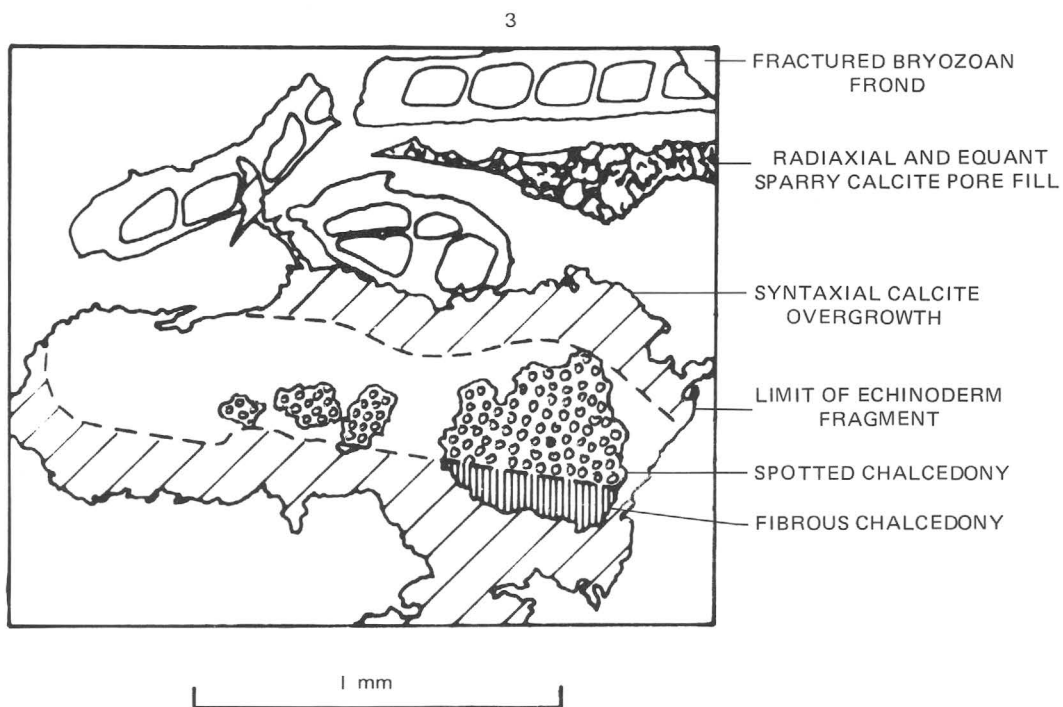 3
FRACTURED BRYOZOAN
FROND
RADIAXIAL AND EQUANT
SPARRY CALCITE PORE FILL
SYNTAXIAL CALCITE
OVERGROWTH
LIMIT OF ECHINODERM
FRAGMENT
SPOTTED CHALCEDONY
FIBROUS CHALCEDONY
1 mm